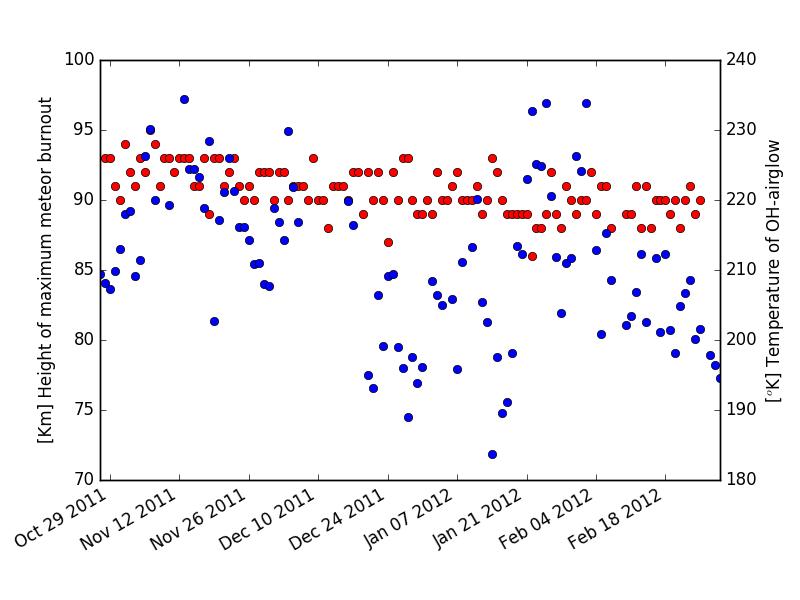 100
95
90
85
80
75
70
[Km] Height of maximum meteor burnout
240
230
220
210
200
190
180
[°K] Temperature of OH-airglow
Oct 29 2011
Nov 12 2011
Nov 26 2011
Dec 10 2011
Dec 24 2011
Jan 07 2012
Jan 21 2012
Feb 04 2012
Feb 18 2012